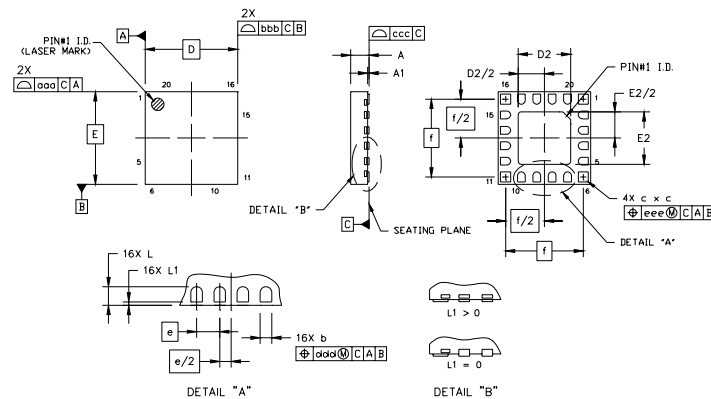 2X
⌓ bbb C B
A
D
PIN#1 I.D.
(LASER MARK)
2X
⌓ aaa C A
20
16
1
15
E
5
11
6
10
B
⌓ ccc C
A
A1
DETAIL "B"
C
SEATING PLANE
D2
D2/2
PIN#1 I.D.
16
20
1
15
E2/2
f/2
f
E2
5
11
10
6
4X c x c
⌖ eee Ⓜ C A B
f/2
DETAIL "A"
f
16X L
16X L1
e
16X b
⌖ ddd Ⓜ C A B
e/2
DETAIL "A"
L1 > 0
L1 = 0
DETAIL "B"